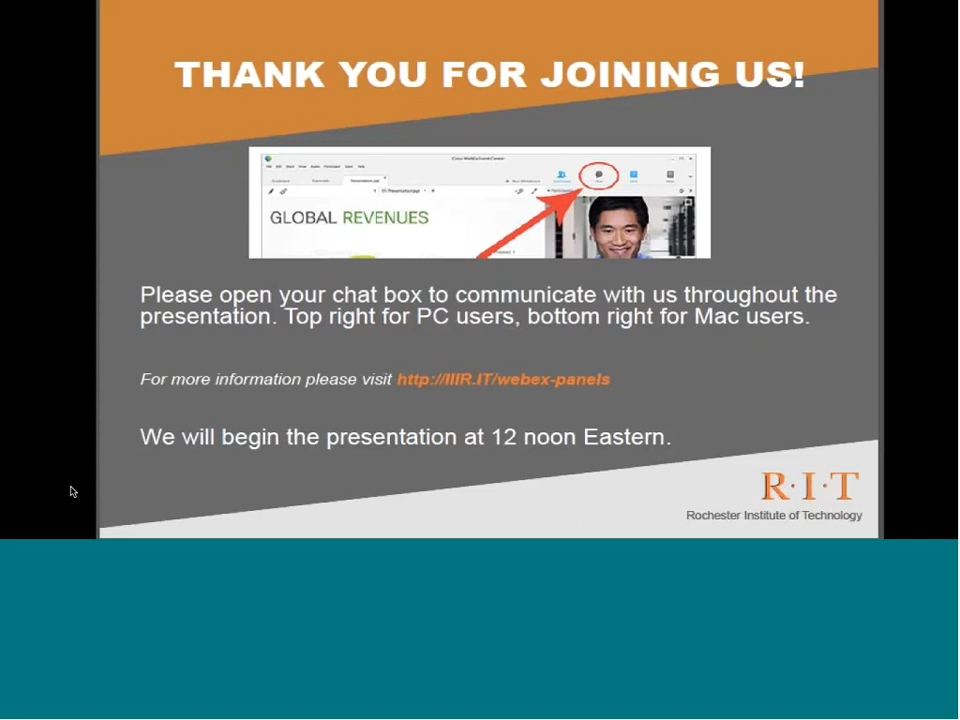 THANK YOU FOR JOINING US!
GLOBAL REVENUES
Please open your chat box to communicate with us throughout the
presentation. Top right for PC users, bottom right for Mac users.
For more information please visit http://IIIR.IT/webex-panels
We will begin the presentation at 12 noon Eastern.
R·I·T
Rochester Institute of Technology